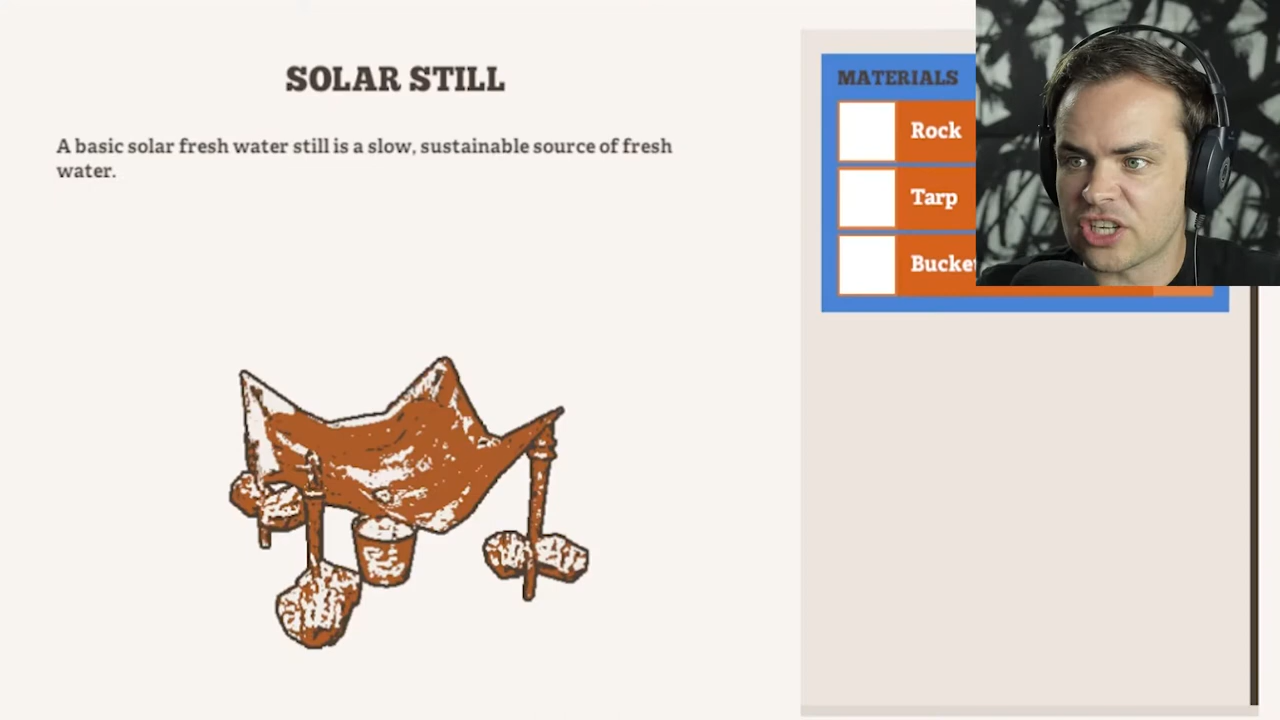 SOLAR STILL
A basic solar fresh water still is a slow, sustainable source of fresh
water.
MATERIALS
Rock
Tarp